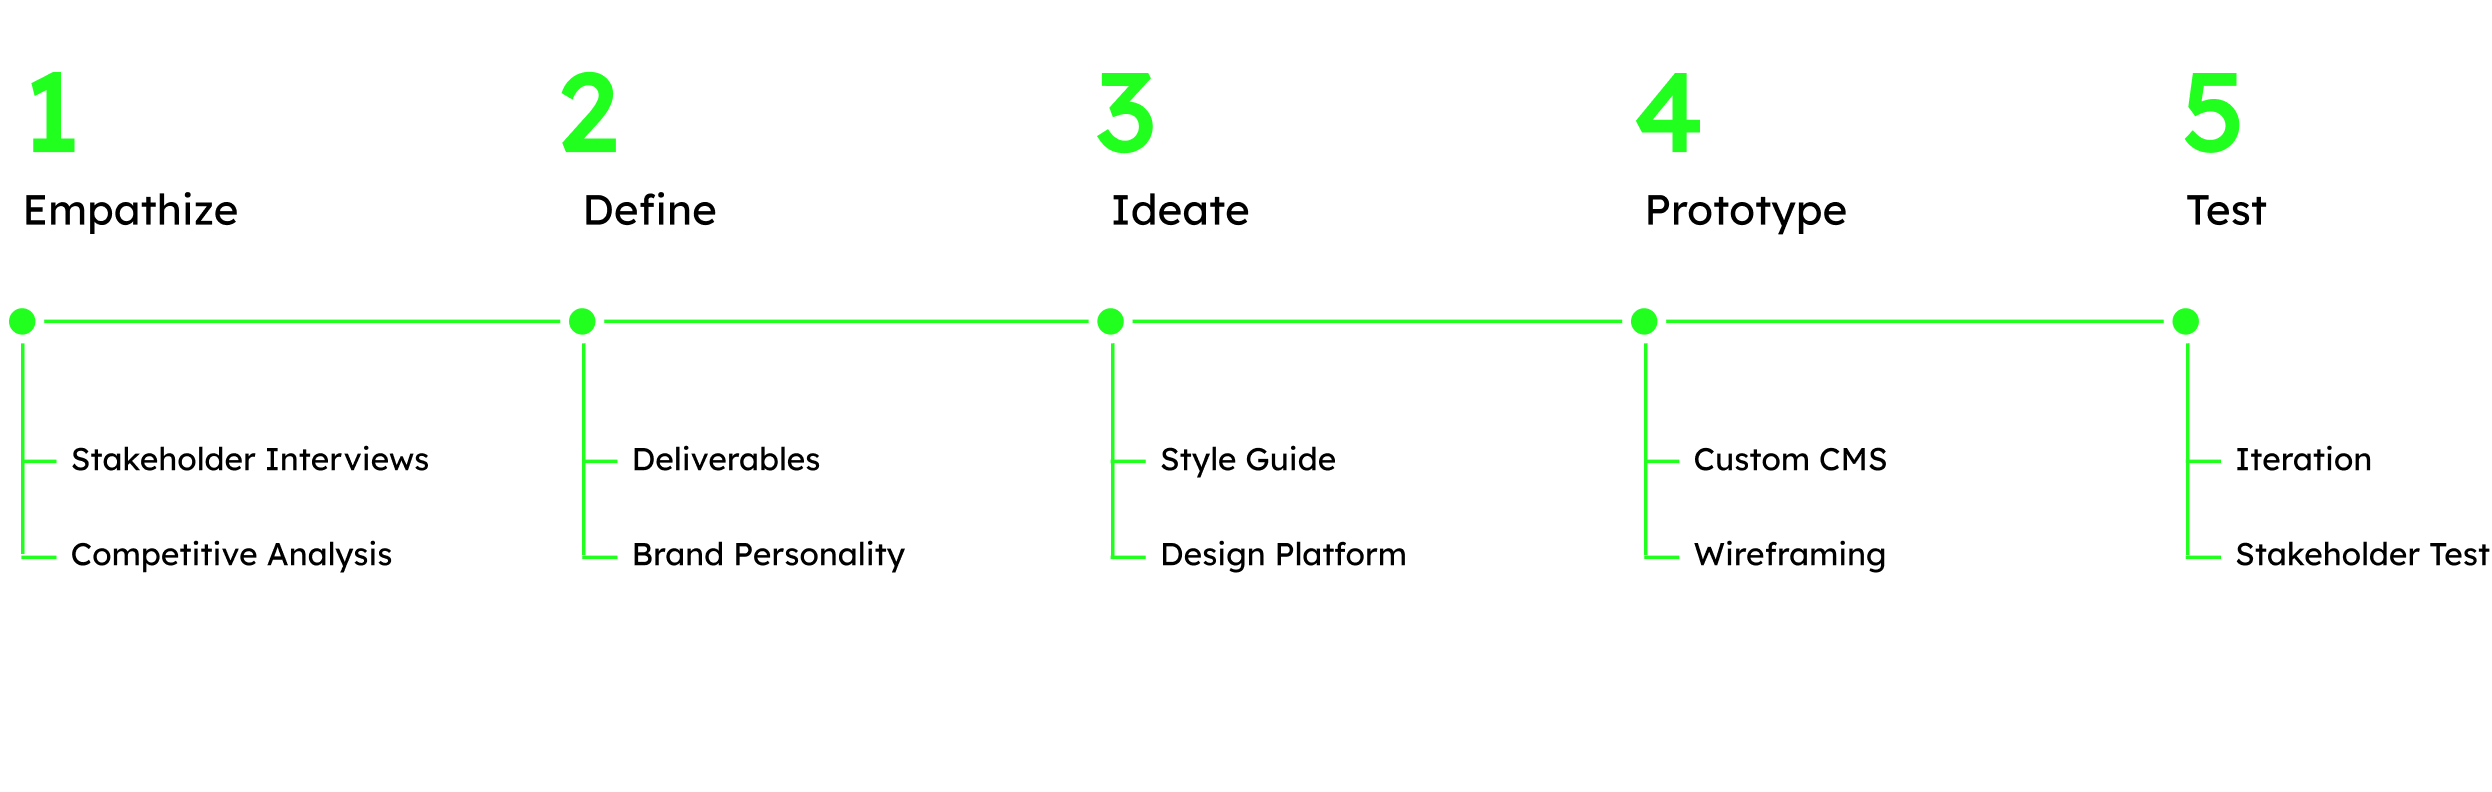 1
Empathize
Stakeholder Interviews
Competitive Analysis
2
Define
Deliverables
Brand Personality
3
Ideate
Style Guide
Design Platform
4
Prototype
Custom CMS
Wireframing
5
Test
Iteration
Stakeholder Test